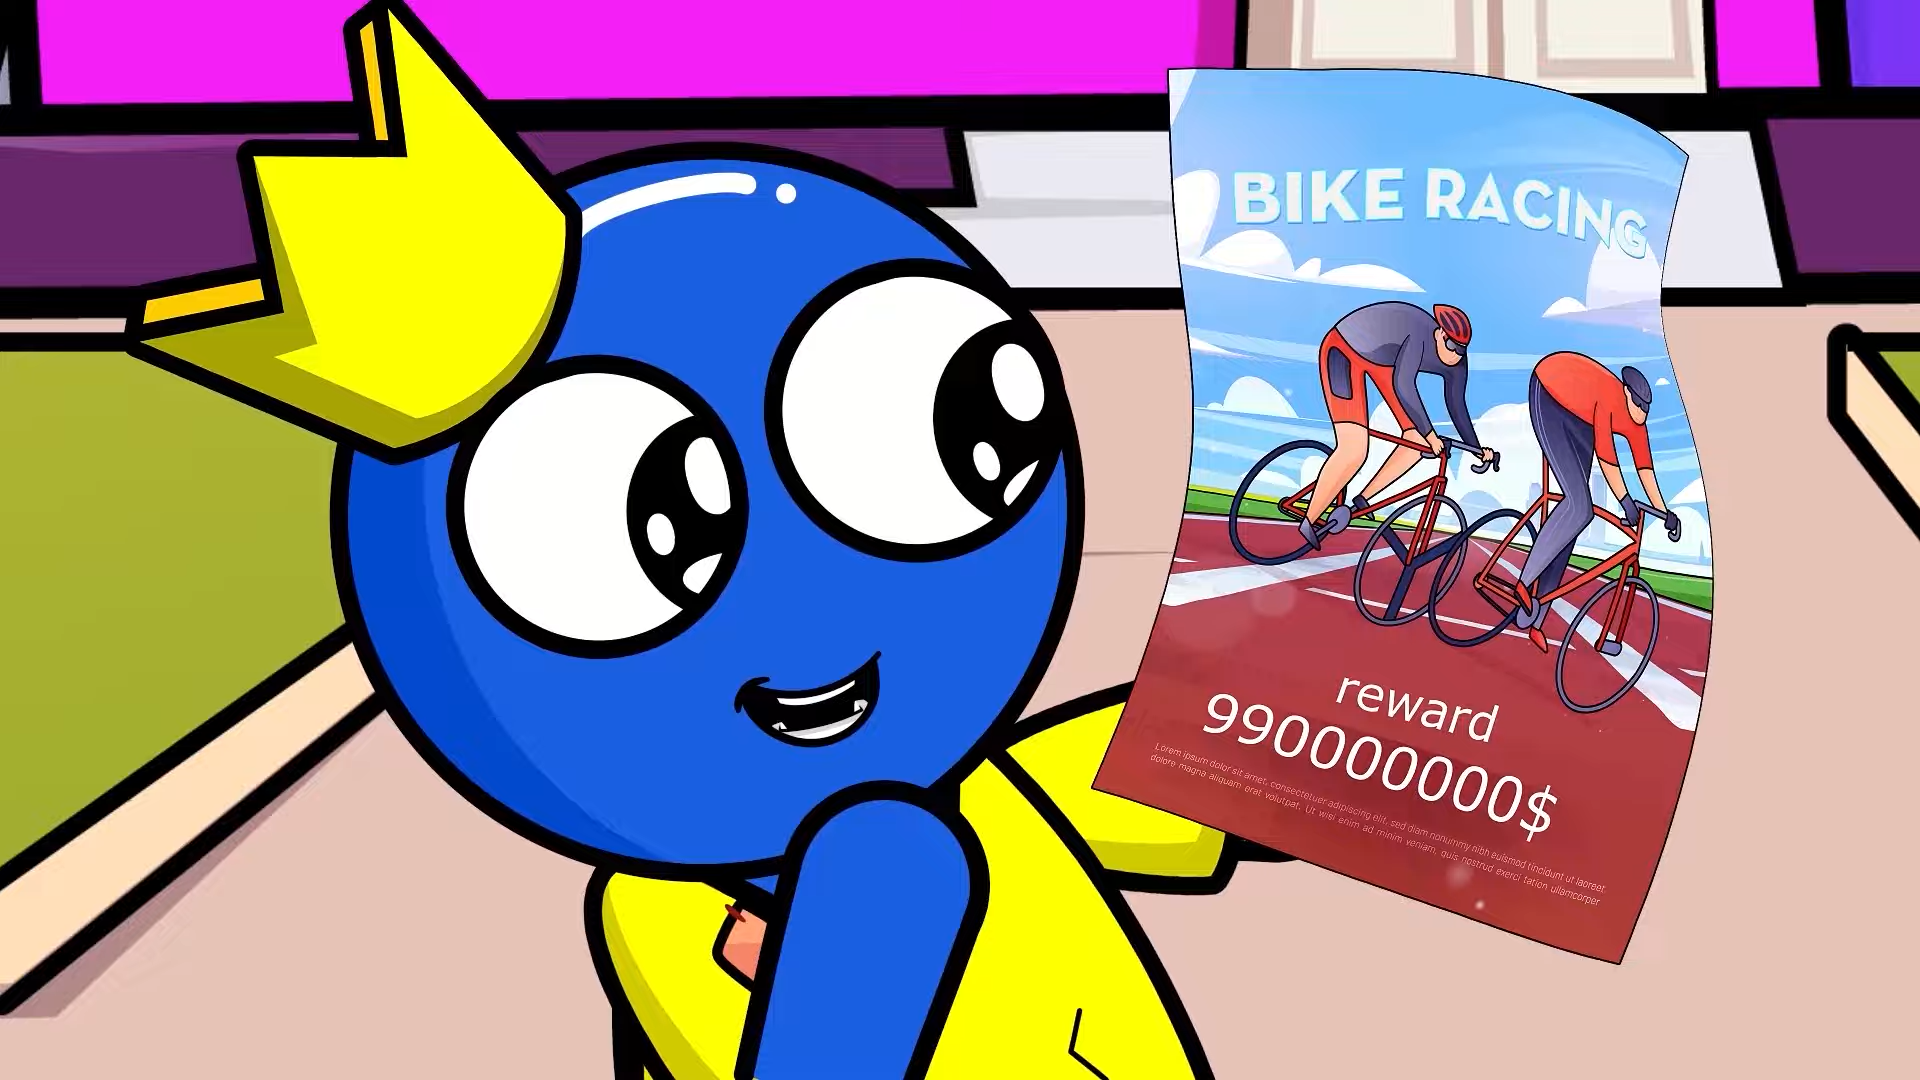 BIKE RACING
reward
990000000$
Lorem ipsum dolor sit amet, consectetuer adipiscing elit, sed diam nonummy nibh euismod tincidunt ut laoreet
dolore magna aliquam erat volutpat. Ut wisi enim ad minim veniam, quis nostrud exerci tation ullamcorper